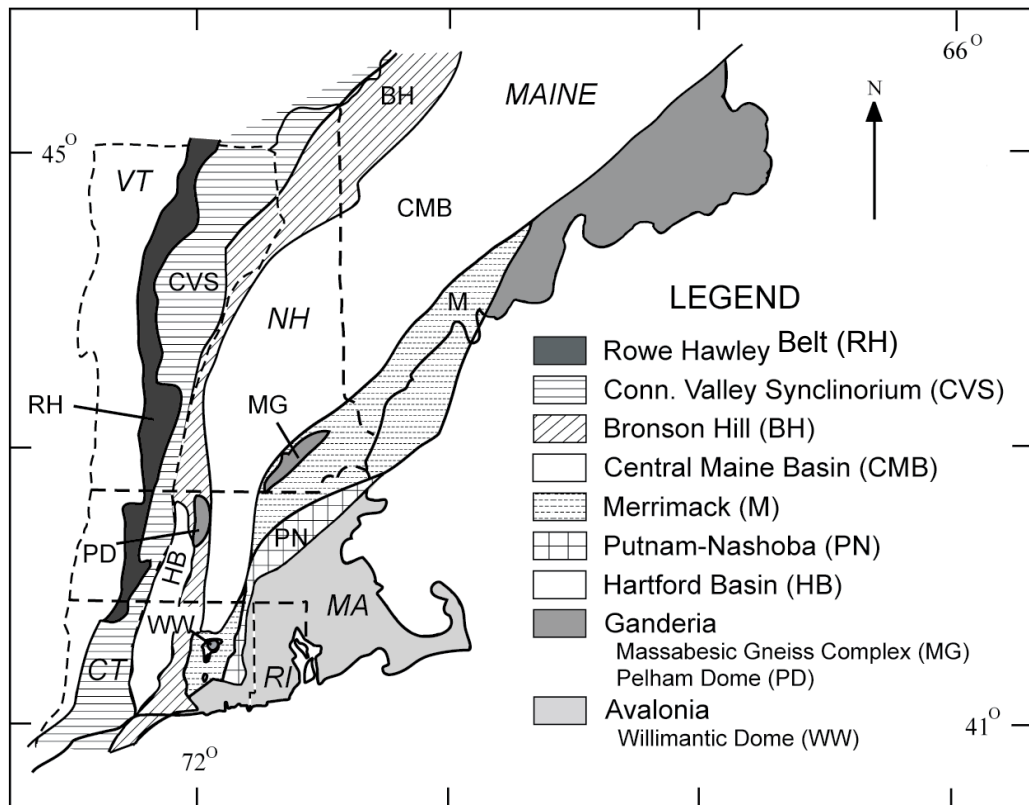 66°
N
MAINE
BH
45°
VT
CMB
CVS
M
NH
LEGEND
Rowe Hawley Belt (RH)
Conn. Valley Synclinorium (CVS)
RH
MG
Bronson Hill (BH)
Central Maine Basin (CMB)
Merrimack (M)
PN
Putnam-Nashoba (PN)
PD
HB
Hartford Basin (HB)
MA
Ganderia
WW
Massabesic Gneiss Complex (MG)
CT
RI
Pelham Dome (PD)
Avalonia
41°
Willimantic Dome (WW)
72°